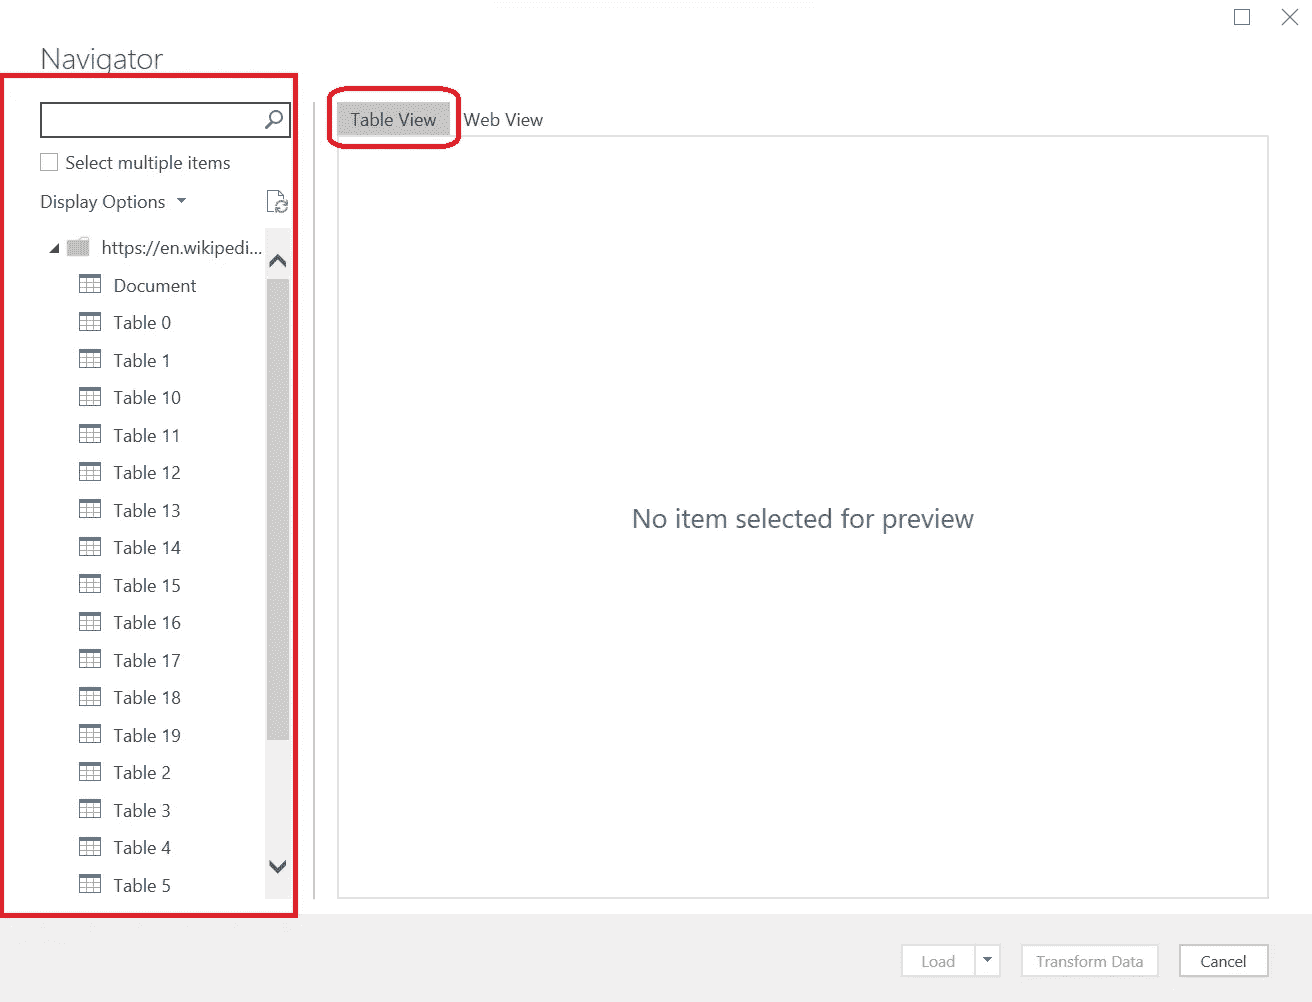 Navigator
Select multiple items
Display Options
https://en.wikipedi...
Document
Table 0
Table 1
Table 10
Table 11
Table 12
Table 13
Table 14
Table 15
Table 16
Table 17
Table 18
Table 19
Table 2
Table 3
Table 4
Table 5
Table View Web View
No item selected for preview
Load Transform Data Cancel